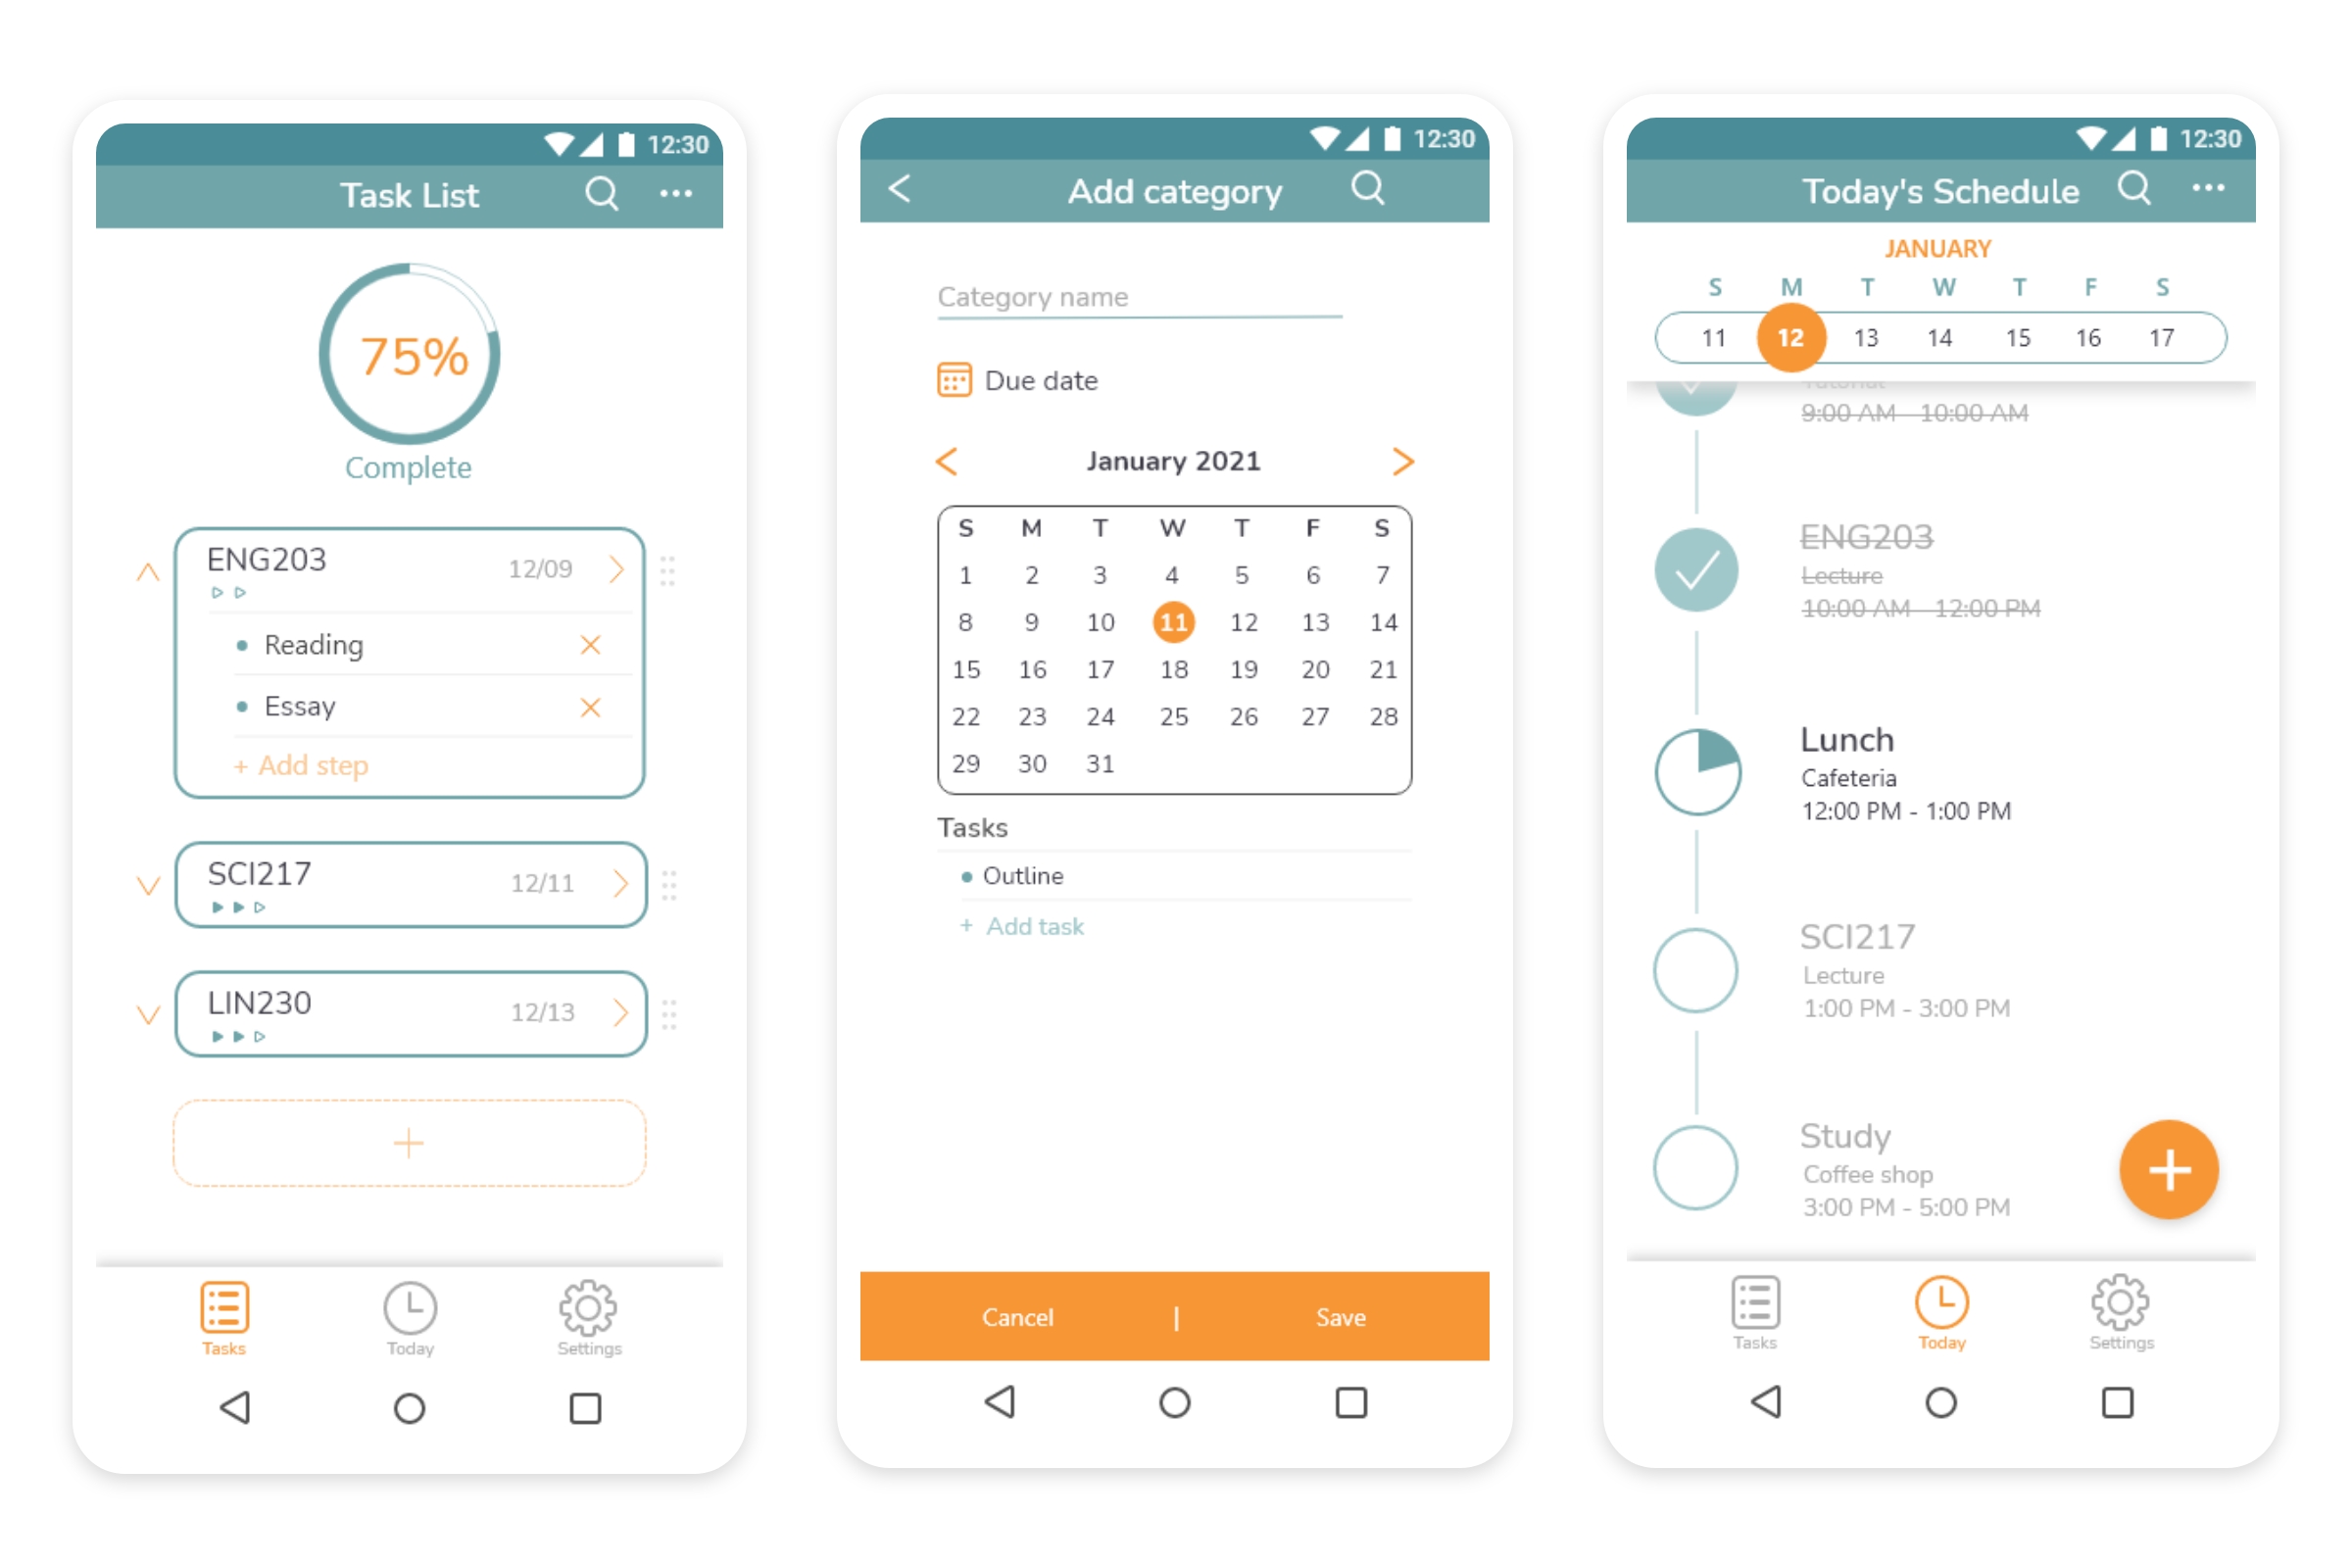 12:30
Task List
75%
Complete
ENG203
12/09
Reading
Essay
+ Add step
SCI217
12/11
LIN230
12/13
+
Tasks
Today
Settings
12:30
Add category
Category name
Due date
January 2021
S M T W T F S
1 2 3 4 5 6 7
8 9 10 11 12 13 14
15 16 17 18 19 20 21
22 23 24 25 26 27 28
29 30 31
Tasks
Outline
+ Add task
Cancel | Save
12:30
Today's Schedule
JANUARY
S M T W T F S
11 12 13 14 15 16 17
9:00 AM - 10:00 AM
ENG203
Lecture
10:00 AM - 12:00 PM
Lunch
Cafeteria
12:00 PM - 1:00 PM
SCI217
Lecture
1:00 PM - 3:00 PM
Study
Coffee shop
3:00 PM - 5:00 PM
+
Tasks
Today
Settings